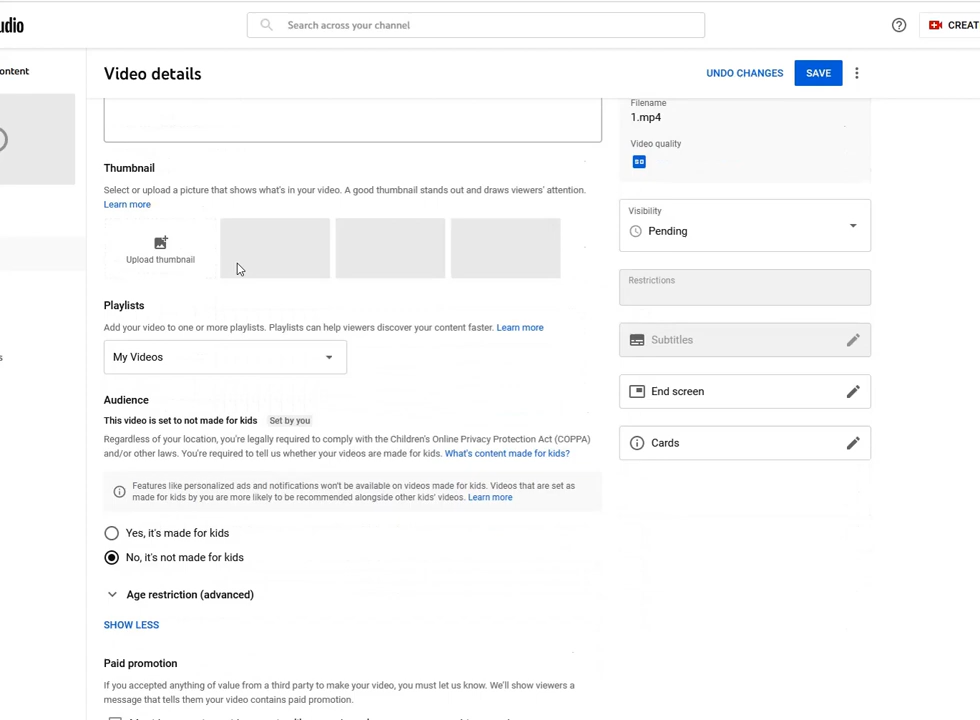 udio
Search across your channel
CREAT
ontent
Video details
UNDO CHANGES
SAVE
Filename
1.mp4
Video quality
SD
Thumbnail
Select or upload a picture that shows what's in your video. A good thumbnail stands out and draws viewers' attention.
Learn more
Upload thumbnail
Visibility
Pending
Restrictions
Playlists
Add your video to one or more playlists. Playlists can help viewers discover your content faster. Learn more
My Videos
Subtitles
s
End screen
Audience
This video is set to not made for kids Set by you
Regardless of your location, you're legally required to comply with the Children's Online Privacy Protection Act (COPPA)
and/or other laws. You're required to tell us whether your videos are made for kids. What's content made for kids?
Cards
Features like personalized ads and notifications won't be available on videos made for kids. Videos that are set as
made for kids by you are more likely to be recommended alongside other kids' videos. Learn more
Yes, it's made for kids
No, it's not made for kids
Age restriction (advanced)
SHOW LESS
Paid promotion
If you accepted anything of value from a third party to make your video, you must let us know. We'll show viewers a
message that tells them your video contains paid promotion.